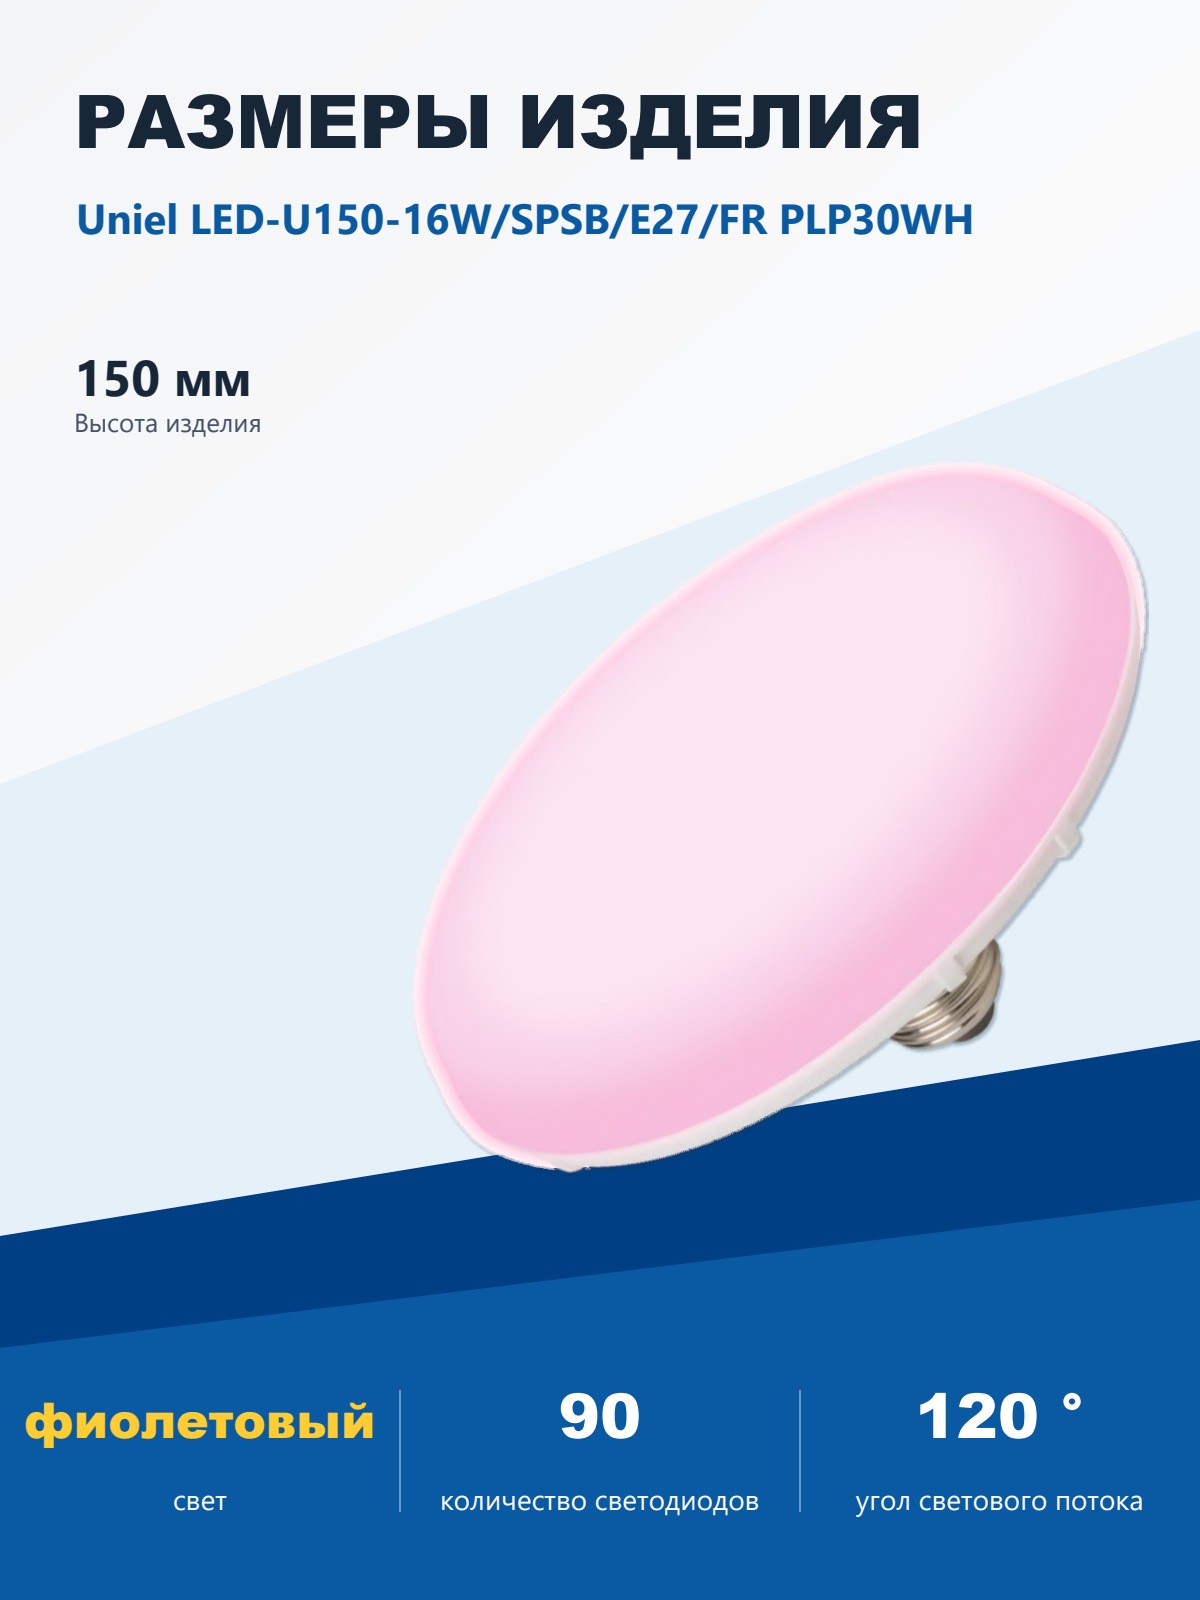 РАЗМЕРЫ ИЗДЕЛИЯ
Uniel LED-U150-16W/SPSB/E27/FR PLP30WH
150 мм
Высота изделия
фиолетовый
свет
90
количество светодиодов
120 °
угол светового потока